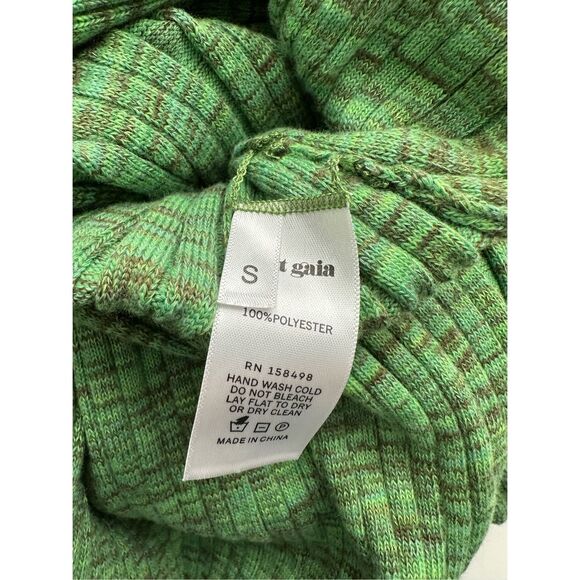 S
t gaia
100%POLYESTER
RN 158498
HAND WASH COLD
DO NOT BLEACH
LAY FLAT TO DRY
OR DRY CLEAN
P
MADE IN CHINA